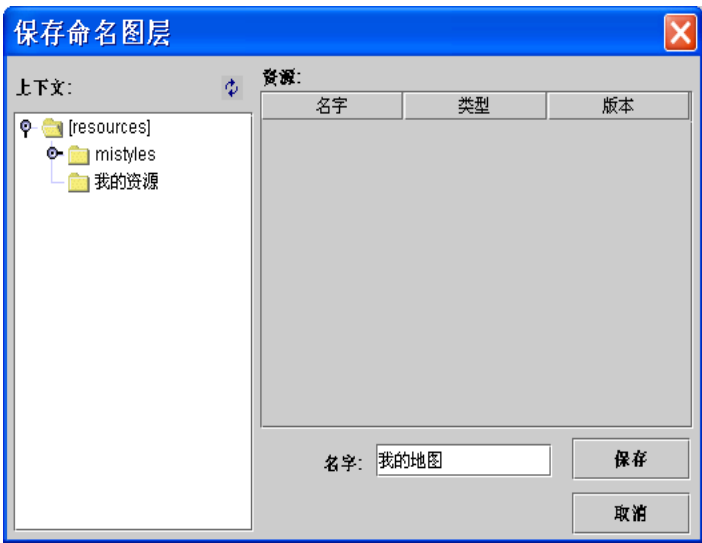 保存命名图层
上下文:
[resources]
mistyles
我的资源
资源:
名字 类型 版本
名字: 我的地图
保存
取消